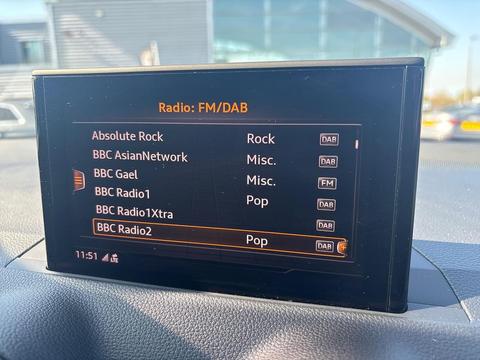 Radio: FM/DAB
Absolute Rock Rock DAB
BBC AsianNetwork Misc. DAB
BBC Gael Misc. FM
BBC Radio1 Pop DAB
BBC Radio1Xtra DAB
BBC Radio2 Pop DAB
11:51 LTE